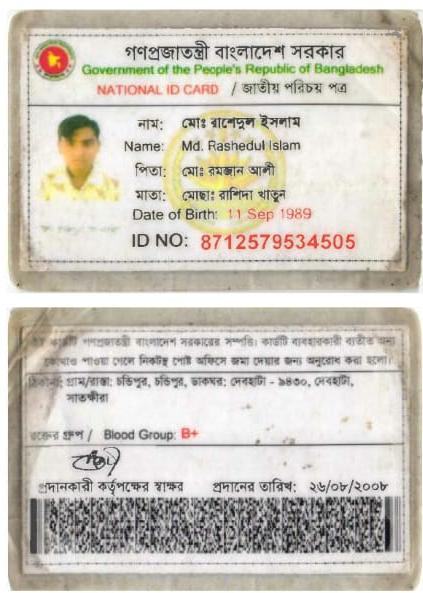 গণপ্রজাতন্ত্রী বাংলাদেশ সরকার
Government of the People's Republic of Bangladesh
NATIONAL ID CARD / জাতীয় পরিচয় পত্র
নাম: মোঃ রাশেদুল ইসলাম
Name: Md. Rashedul Islam
পিতা: মোঃ রমজান আলী
মাতা: মোছাঃ রাশিদা খাতুন
Date of Birth: 11 Sep 1989
ID NO: 8712579534505
কার্ডটি গণপ্রজাতন্ত্রী বাংলাদেশ সরকারের সম্পত্তি। কার্ডটি ব্যবহারকারী ব্যতীত অন্য
কোথাও পাওয়া গেলে নিকটস্থ পোষ্ট অফিসে জমা দেয়ার জন্য অনুরোধ করা হলো।
ঠিকানা: গ্রাম/রাস্তা: চন্ডিপুর, চন্ডিপুর, ডাকঘর: দেবহাটা - ৯৪৩০, দেবহাটা,
সাতক্ষীরা
রক্তের গ্রুপ / Blood Group: B+
প্রদানকারী কর্তৃপক্ষের স্বাক্ষর প্রদানের তারিখ: ২৬/০৮/২০০৮